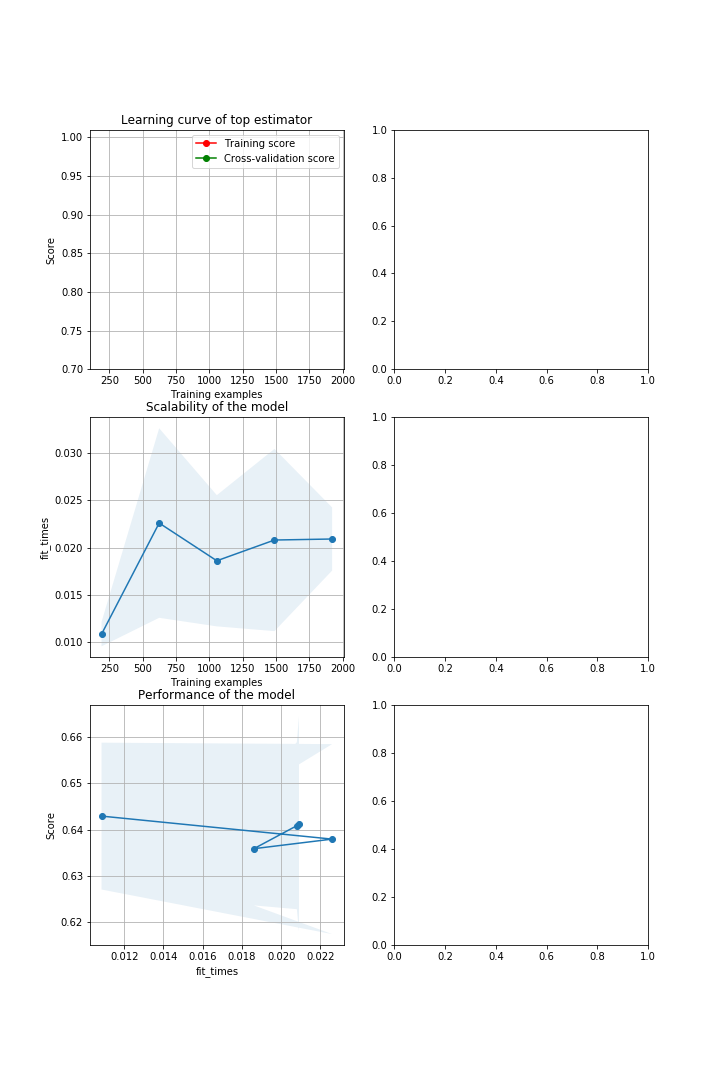 Learning curve of top estimator
1.00
0.95
0.90
0.85
0.80
0.75
0.70
Score
Training score
Cross-validation score
250 500 750 1000 1250 1500 1750 2000
Training examples
1.0
0.8
0.6
0.4
0.2
0.0
0.0 0.2 0.4 0.6 0.8 1.0
Scalability of the model
0.030
0.025
0.020
0.015
0.010
fit_times
250 500 750 1000 1250 1500 1750 2000
Training examples
1.0
0.8
0.6
0.4
0.2
0.0
0.0 0.2 0.4 0.6 0.8 1.0
Performance of the model
0.66
0.65
0.64
0.63
0.62
Score
0.012 0.014 0.016 0.018 0.020 0.022
fit_times
1.0
0.8
0.6
0.4
0.2
0.0
0.0 0.2 0.4 0.6 0.8 1.0